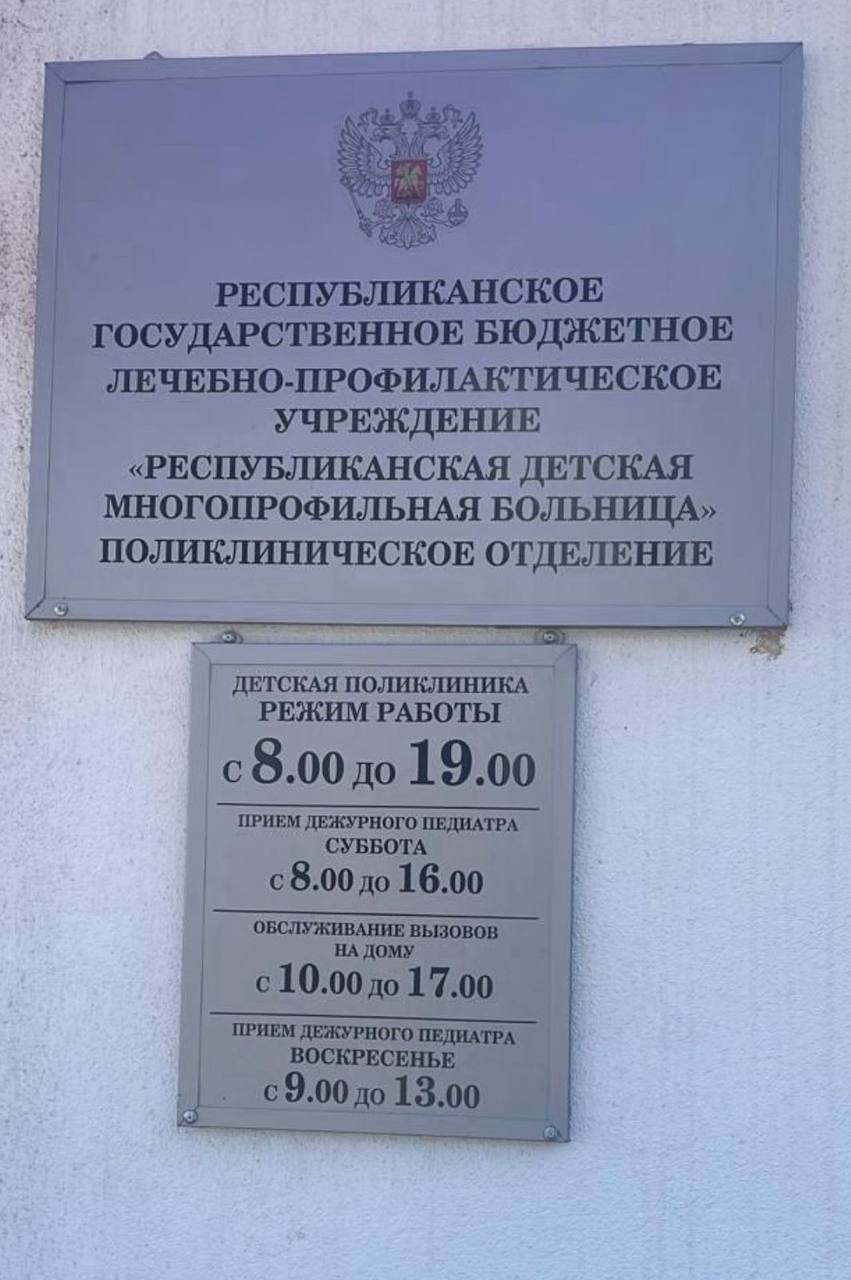 РЕСПУБЛИКАНСКОЕ
ГОСУДАРСТВЕННОЕ БЮДЖЕТНОЕ
ЛЕЧЕБНО-ПРОФИЛАКТИЧЕСКОЕ
УЧРЕЖДЕНИЕ
«РЕСПУБЛИКАНСКАЯ ДЕТСКАЯ
МНОГОПРОФИЛЬНАЯ БОЛЬНИЦА»
ПОЛИКЛИНИЧЕСКОЕ ОТДЕЛЕНИЕ
ДЕТСКАЯ ПОЛИКЛИНИКА
РЕЖИМ РАБОТЫ
С 8.00 ДО 19.00
ПРИЕМ ДЕЖУРНОГО ПЕДИАТРА
СУББОТА
С 8.00 ДО 16.00
ОБСЛУЖИВАНИЕ ВЫЗОВОВ
НА ДОМУ
С 10.00 ДО 17.00
ПРИЕМ ДЕЖУРНОГО ПЕДИАТРА
ВОСКРЕСЕНЬЕ
С 9.00 ДО 13.00